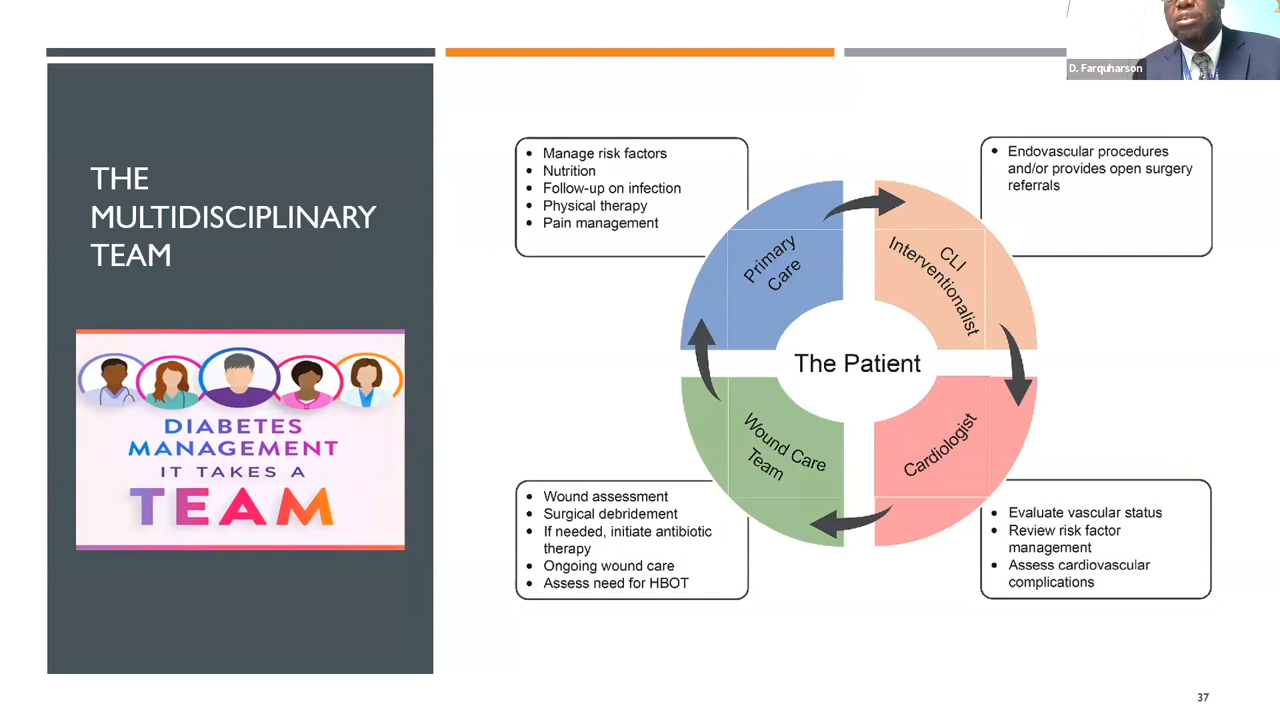 D. Farquharson
THE
MULTIDISCIPLINARY
TEAM
DIABETES
MANAGEMENT
IT TAKES A
TEAM
• Manage risk factors
• Nutrition
• Follow-up on infection
• Physical therapy
• Pain management
• Endovascular procedures
and/or provides open surgery
referrals
Primary
Care
CLI
Interventionalist
The Patient
Wound Care
Team
Cardiologist
• Wound assessment
• Surgical debridement
• If needed, initiate antibiotic
therapy
• Ongoing wound care
• Assess need for HBOT
• Evaluate vascular status
• Review risk factor
management
• Assess cardiovascular
complications
37